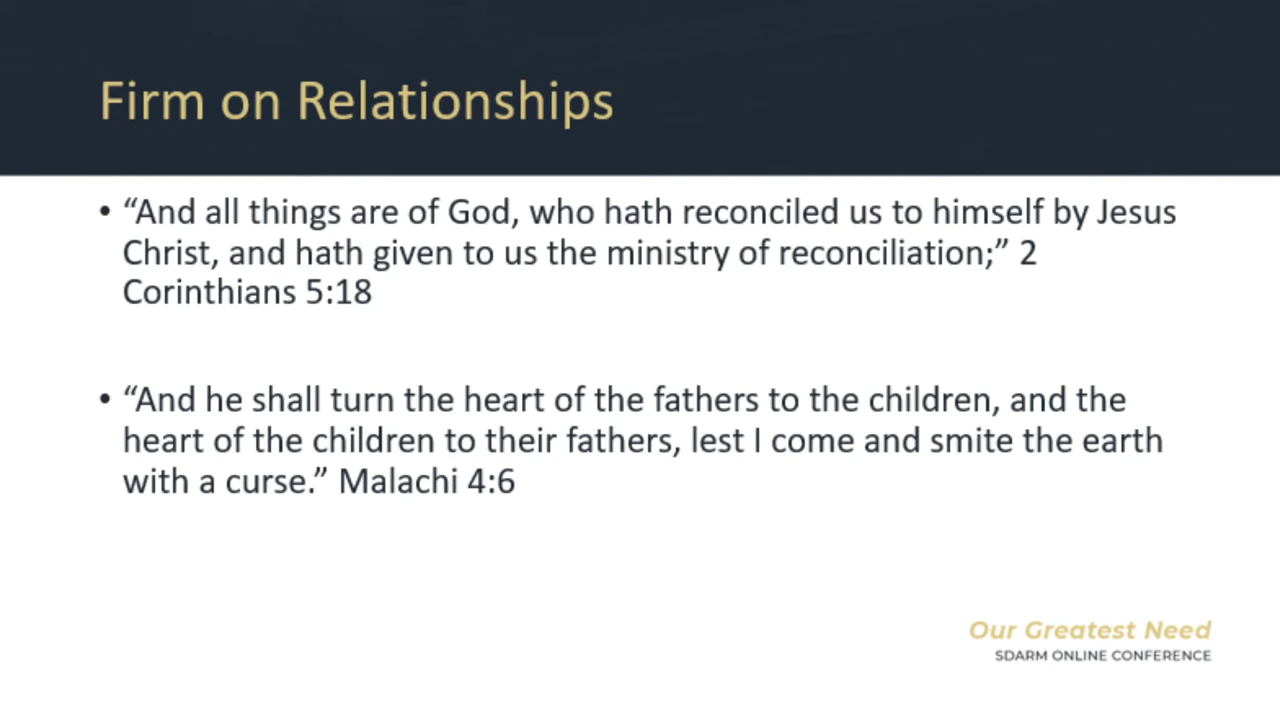 Firm on Relationships
• “And all things are of God, who hath reconciled us to himself by Jesus
Christ, and hath given to us the ministry of reconciliation;” 2
Corinthians 5:18
• “And he shall turn the heart of the fathers to the children, and the
heart of the children to their fathers, lest I come and smite the earth
with a curse.” Malachi 4:6
Our Greatest Need
SDARM ONLINE CONFERENCE